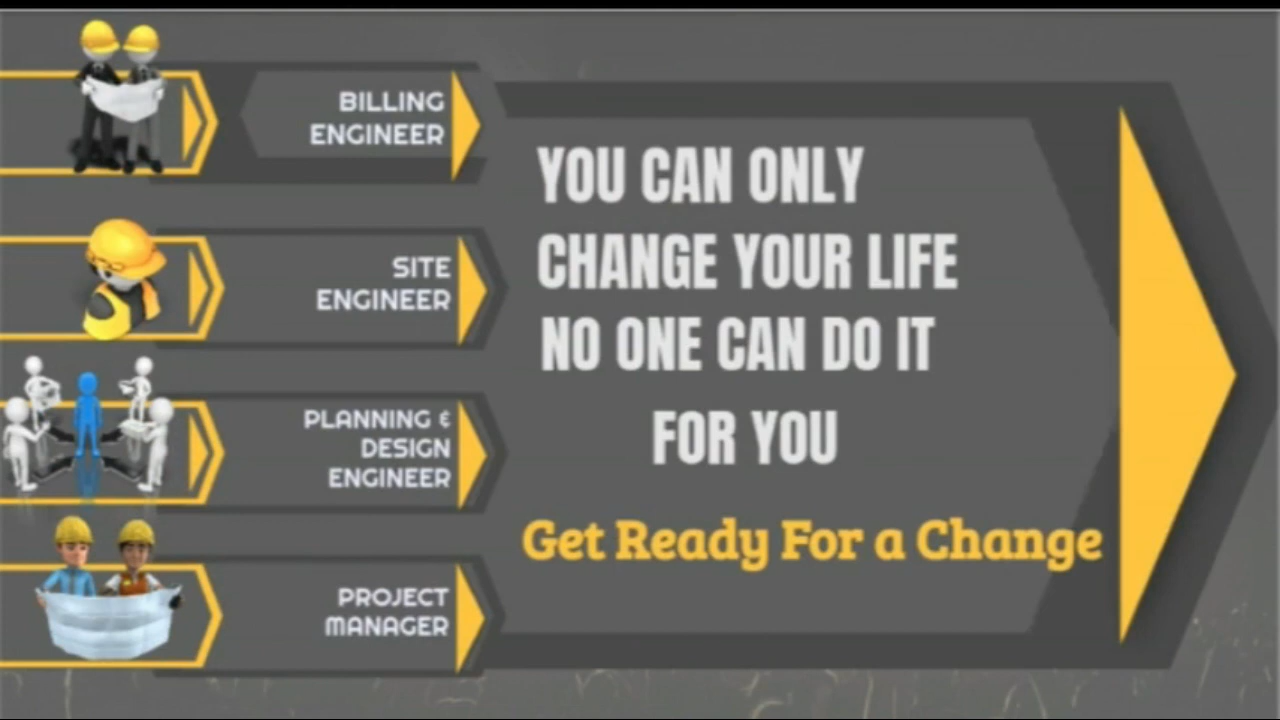 BILLING
ENGINEER
SITE
ENGINEER
PLANNING &
DESIGN
ENGINEER
PROJECT
MANAGER
YOU CAN ONLY
CHANGE YOUR LIFE
NO ONE CAN DO IT
FOR YOU
Get Ready For a Change